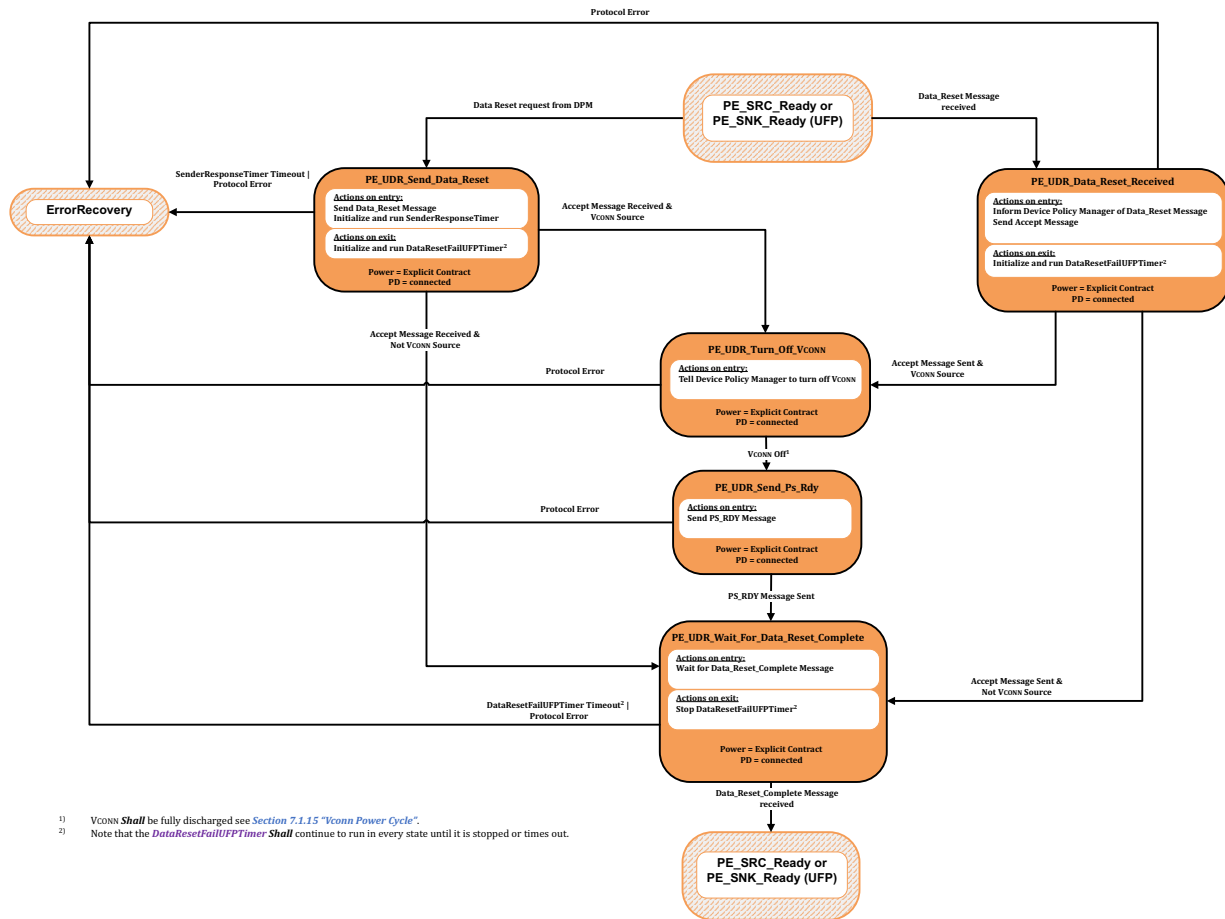 Protocol Error
Data Reset request from DPM
PE_SRC_Ready or
PE_SNK_Ready (UFP)
Data_Reset Message
received
SenderResponseTimer Timeout |
Protocol Error
ErrorRecovery
PE_UDR_Send_Data_Reset
Actions on entry:
Send Data_Reset Message
Initialize and run SenderResponseTimer
Actions on exit:
Initialize and run DataResetFailUFPTimer²
Power = Explicit Contract
PD = connected
Accept Message Received &
VCONN Source
PE_UDR_Data_Reset_Received
Actions on entry:
Inform Device Policy Manager of Data_Reset Message
Send Accept Message
Actions on exit:
Initialize and run DataResetFailUFPTimer²
Power = Explicit Contract
PD = connected
Accept Message Received &
Not VCONN Source
PE_UDR_Turn_Off_VCONN
Actions on entry:
Tell Device Policy Manager to turn off VCONN
Power = Explicit Contract
PD = connected
Protocol Error
Accept Message Sent &
VCONN Source
VCONN Off¹
PE_UDR_Send_Ps_Rdy
Actions on entry:
Send PS_RDY Message
Power = Explicit Contract
PD = connected
Protocol Error
PS_RDY Message Sent
PE_UDR_Wait_For_Data_Reset_Complete
Actions on entry:
Wait for Data_Reset_Complete Message
Actions on exit:
Stop DataResetFailUFPTimer²
Power = Explicit Contract
PD = connected
Accept Message Sent &
Not VCONN Source
DataResetFailUFPTimer Timeout² |
Protocol Error
Data_Reset_Complete Message
received
1) VCONN Shall be fully discharged see Section 7.1.15 "Vconn Power Cycle".
2) Note that the DataResetFailUFPTimer Shall continue to run in every state until it is stopped or times out.
PE_SRC_Ready or
PE_SNK_Ready (UFP)